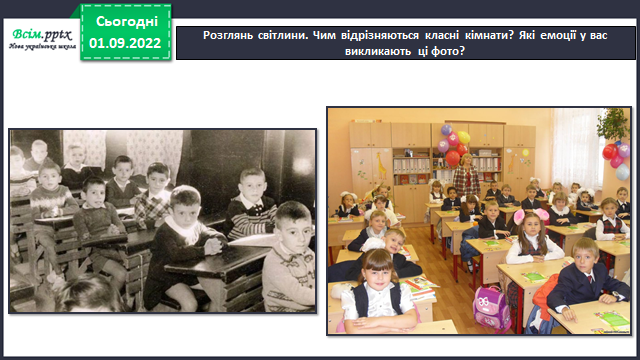 Всім.pptx
Нова українська школа
Сьогодні
01.09.2022
Розглянь світлини. Чим відрізняються класні кімнати? Які емоції у вас
викликають ці фото?